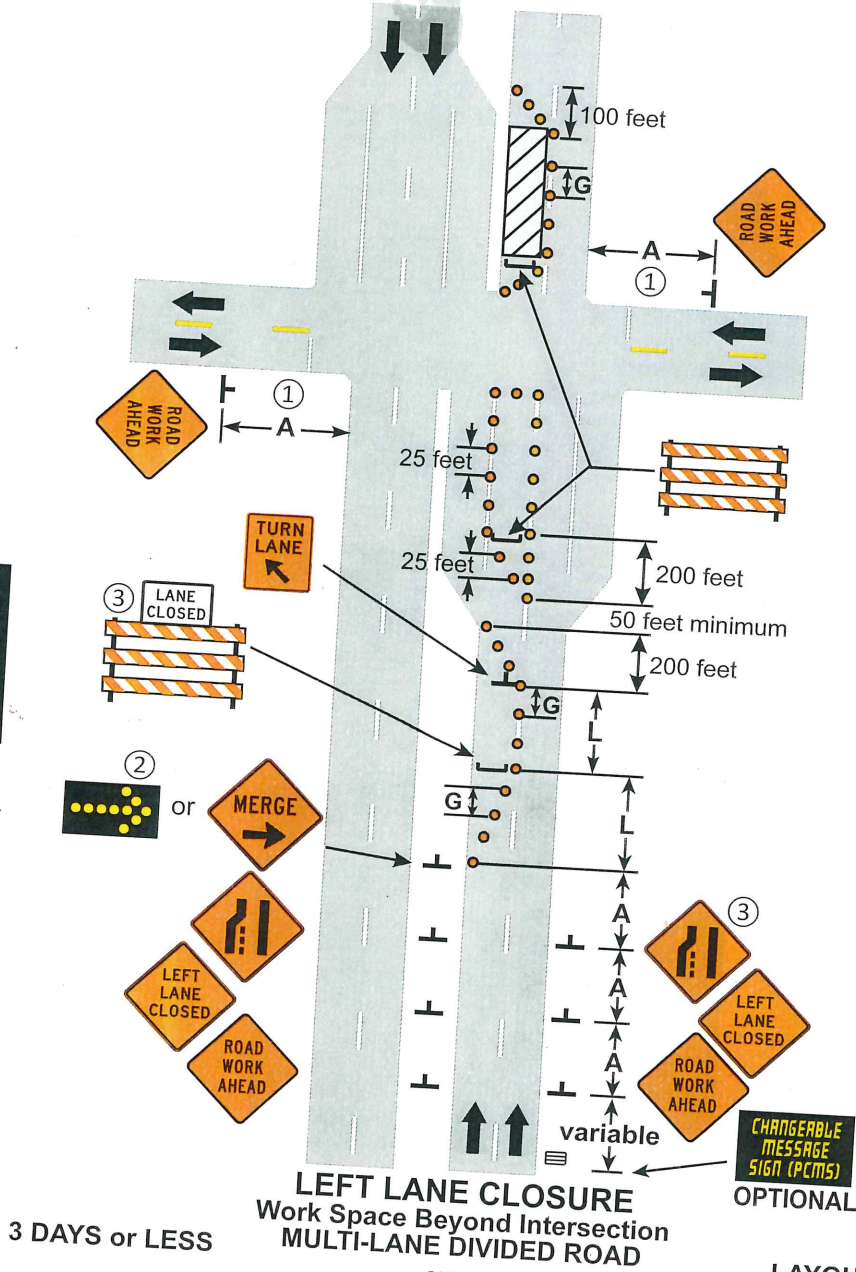 100 feet
G
A
①
ROAD
WORK
AHEAD
①
A
ROAD
WORK
AHEAD
25 feet
TURN
LANE
25 feet
200 feet
③
LANE
CLOSED
50 feet minimum
200 feet
G
L
②
or
MERGE
G
L
A
③
LEFT
LANE
CLOSED
A
LEFT
LANE
CLOSED
ROAD
WORK
AHEAD
A
ROAD
WORK
AHEAD
variable
CHANGEABLE
MESSAGE
SIGN (PCMS)
OPTIONAL
LEFT LANE CLOSURE
Work Space Beyond Intersection
MULTI-LANE DIVIDED ROAD
3 DAYS or LESS